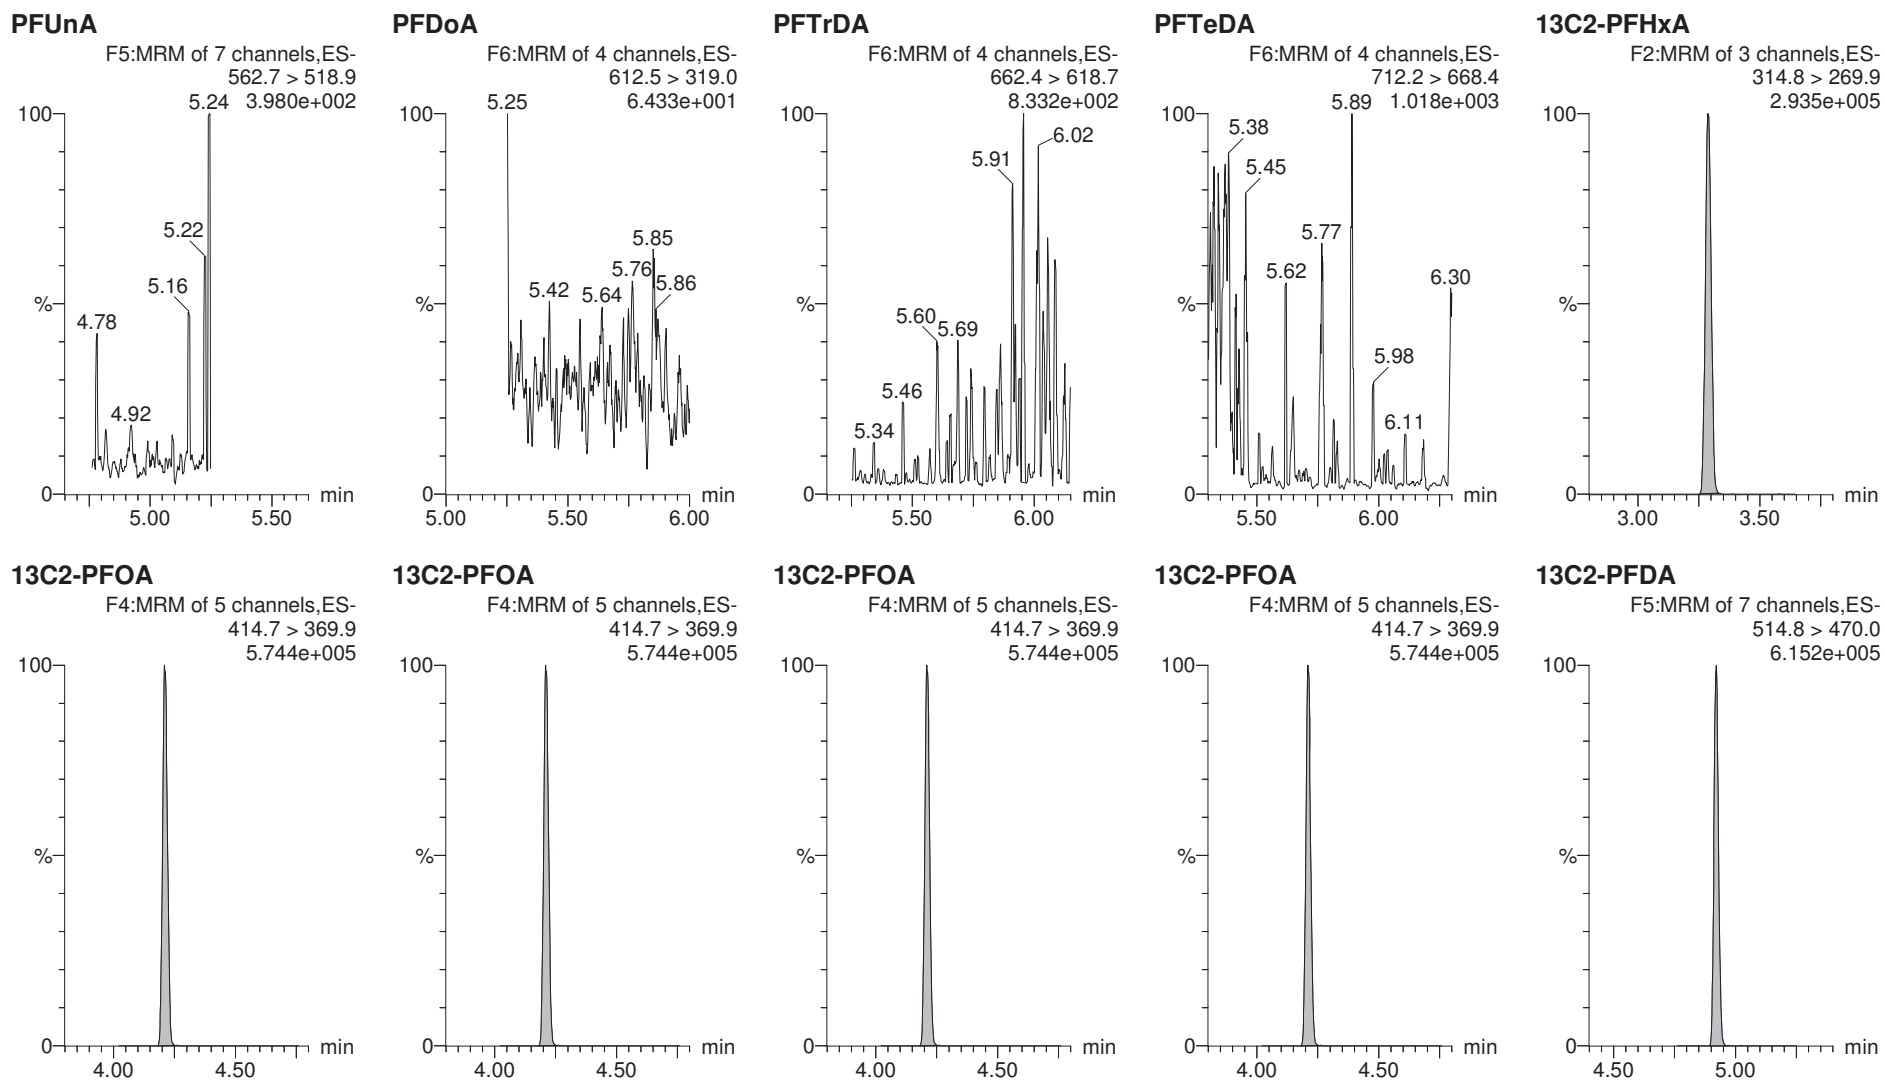 PFUnA
F5:MRM of 7 channels,ES-
562.7 > 518.9
5.24 3.980e+002
100
5.22
5.16
4.78
%
4.92
0
min
5.00 5.50
PFDoA
F6:MRM of 4 channels,ES-
612.5 > 319.0
5.25 6.433e+001
100
5.85
5.76
5.86
5.42 5.64
%
0
min
5.00 5.50 6.00
PFTrDA
F6:MRM of 4 channels,ES-
662.4 > 618.7
8.332e+002
100
6.02
5.91
5.60 5.69
%
5.46
5.34
0
min
5.50 6.00
PFTeDA
F6:MRM of 4 channels,ES-
712.2 > 668.4
5.89 1.018e+003
100
5.38
5.45
5.77
5.62 6.30
%
5.98
6.11
0
min
5.50 6.00
13C2-PFHxA
F2:MRM of 3 channels,ES-
314.8 > 269.9
2.935e+005
100
%
0
min
3.00 3.50
13C2-PFOA
F4:MRM of 5 channels,ES-
414.7 > 369.9
5.744e+005
100
%
0
min
4.00 4.50
13C2-PFOA
F4:MRM of 5 channels,ES-
414.7 > 369.9
5.744e+005
100
%
0
min
4.00 4.50
13C2-PFOA
F4:MRM of 5 channels,ES-
414.7 > 369.9
5.744e+005
100
%
0
min
4.00 4.50
13C2-PFOA
F4:MRM of 5 channels,ES-
414.7 > 369.9
5.744e+005
100
%
0
min
4.00 4.50
13C2-PFDA
F5:MRM of 7 channels,ES-
514.8 > 470.0
6.152e+005
100
%
0
min
4.50 5.00